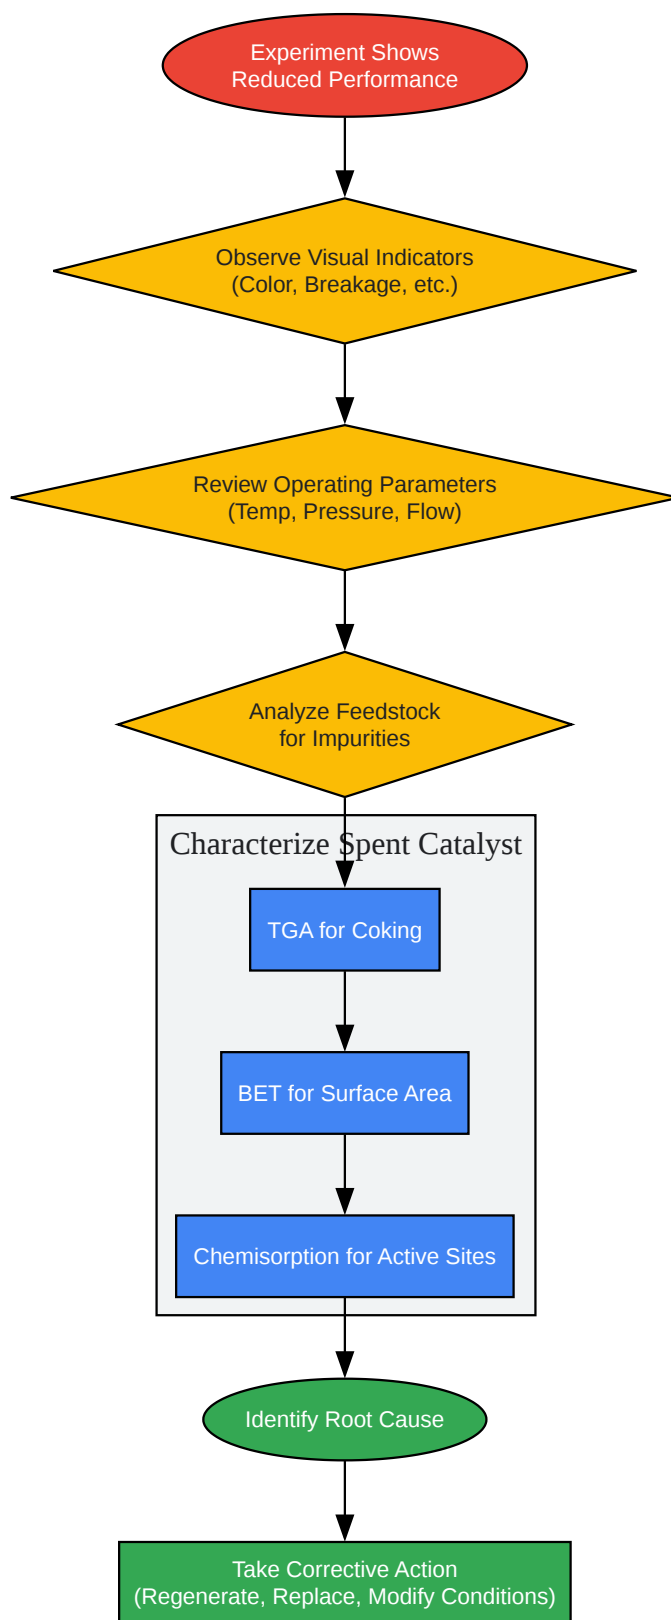 Experiment Shows
Reduced Performance
Observe Visual Indicators
(Color, Breakage, etc.)
Review Operating Parameters
(Temp, Pressure, Flow)
Analyze Feedstock
for Impurities
Characterize Spent Catalyst
TGA for Coking
BET for Surface Area
Chemisorption for Active Sites
Identify Root Cause
Take Corrective Action
(Regenerate, Replace, Modify Conditions)